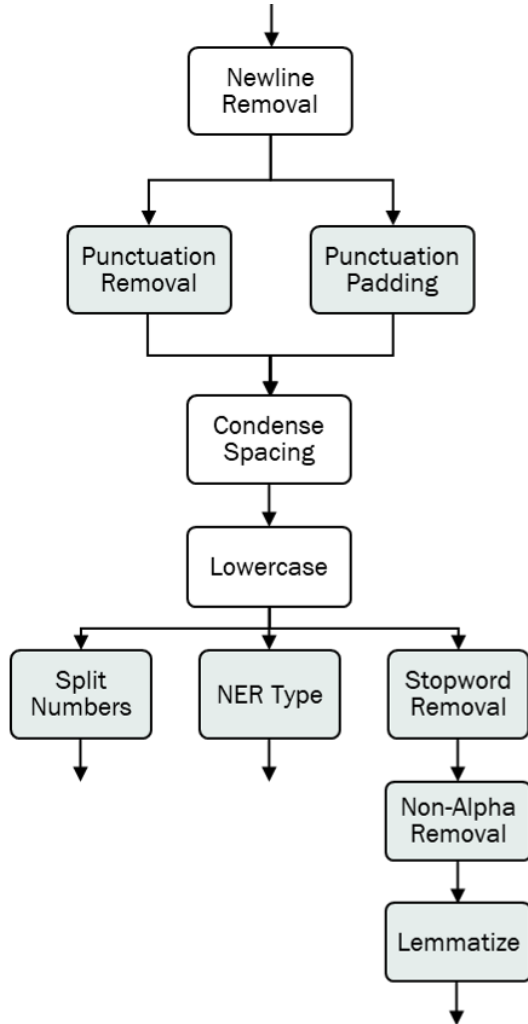 Newline
Removal
Punctuation
Removal
Punctuation
Padding
Condense
Spacing
Lowercase
Split
Numbers
NER Type
Stopword
Removal
Non-Alpha
Removal
Lemmatize